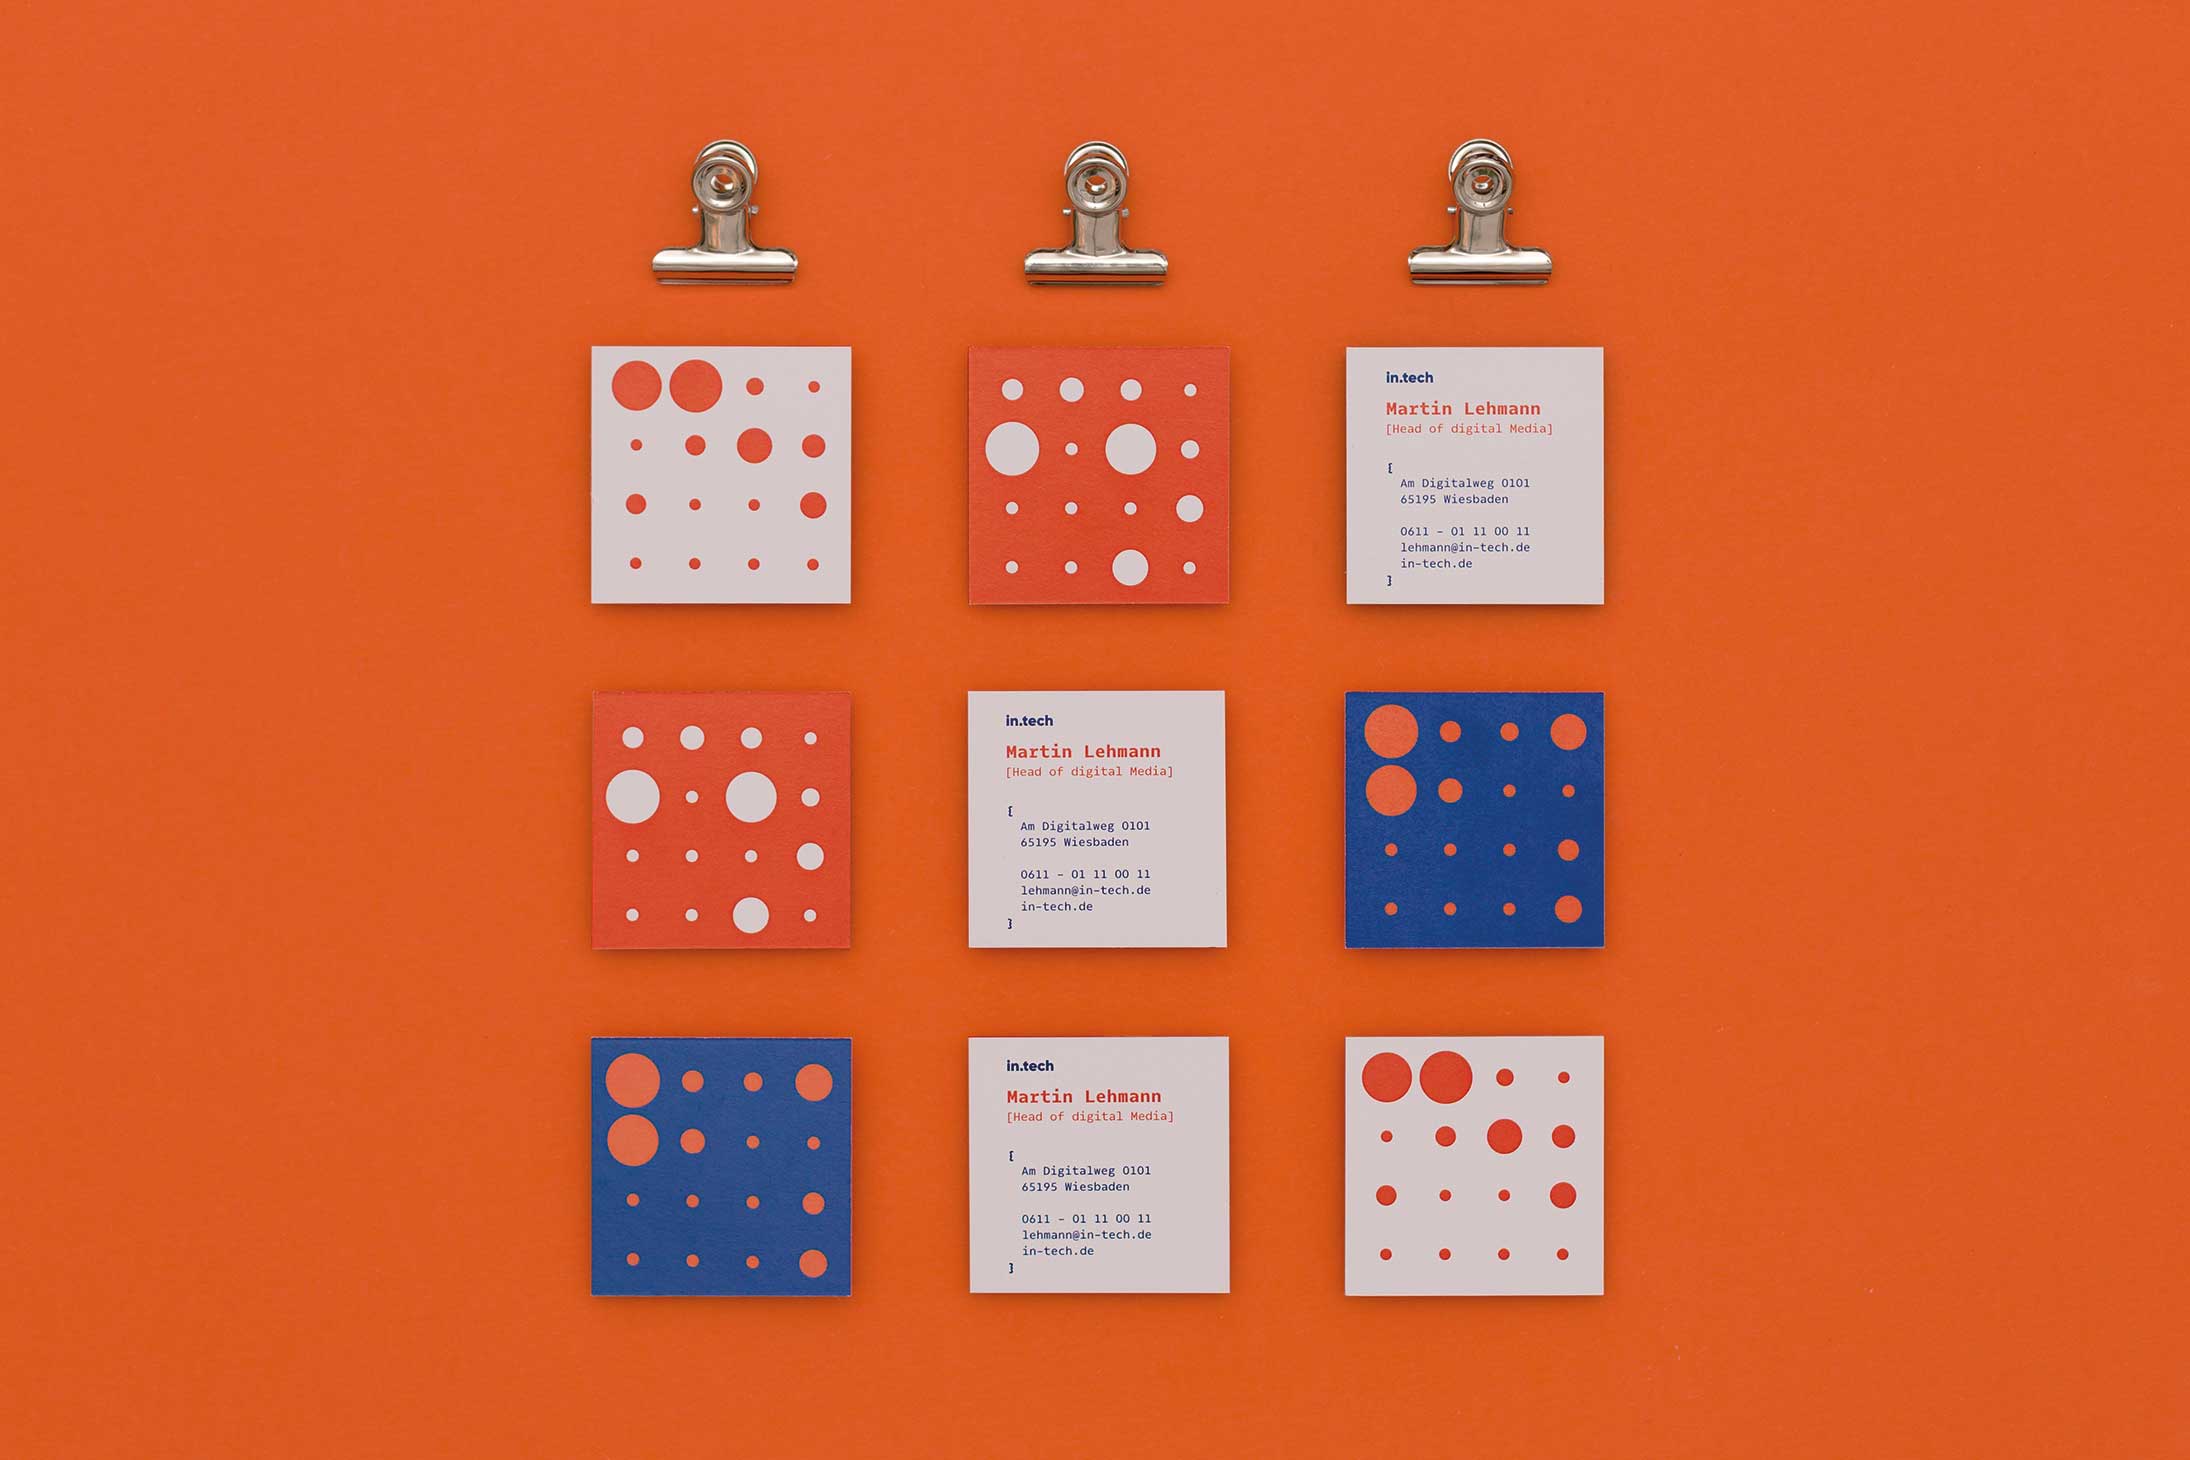 in.tech
Martin Lehmann
[Head of digital Media]
[
Am Digitalweg 0101
65195 Wiesbaden
0611 – 01 11 00 11
lehmann@in-tech.de
in-tech.de
]
in.tech
Martin Lehmann
[Head of digital Media]
[
Am Digitalweg 0101
65195 Wiesbaden
0611 – 01 11 00 11
lehmann@in-tech.de
in-tech.de
]
in.tech
Martin Lehmann
[Head of digital Media]
[
Am Digitalweg 0101
65195 Wiesbaden
0611 – 01 11 00 11
lehmann@in-tech.de
in-tech.de
]